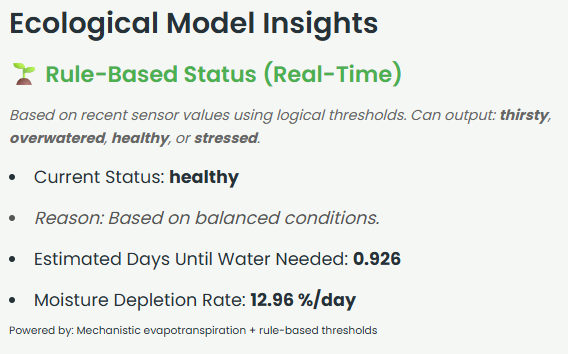 Ecological Model Insights
Rule-Based Status (Real-Time)
Based on recent sensor values using logical thresholds. Can output: thirsty,
overwatered, healthy, or stressed.
Current Status: healthy
Reason: Based on balanced conditions.
Estimated Days Until Water Needed: 0.926
Moisture Depletion Rate: 12.96 %/day
Powered by: Mechanistic evapotranspiration + rule-based thresholds